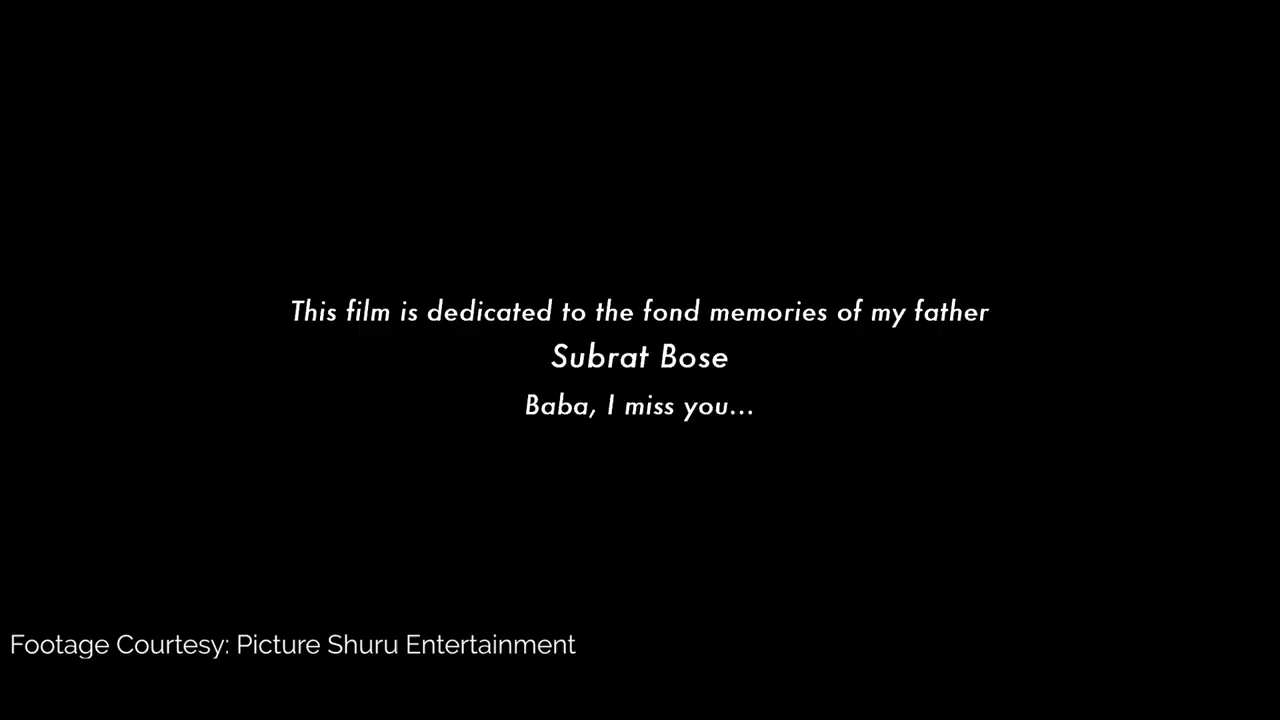 This film is dedicated to the fond memories of my father
Subrat Bose
Baba, I miss you...
Footage Courtesy: Picture Shuru Entertainment